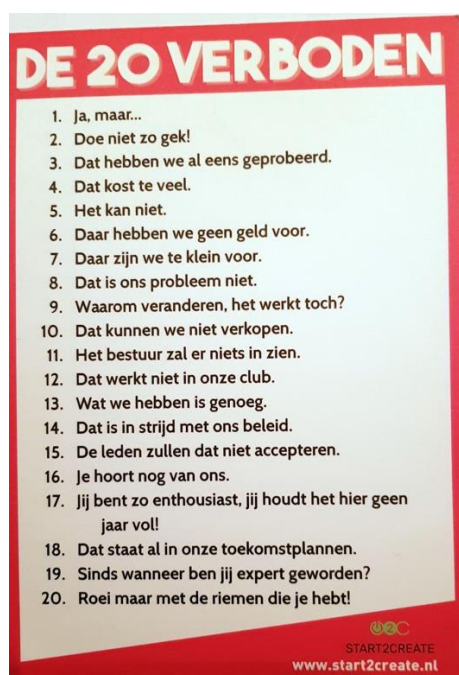 DE 20 VERBODEN
1. Ja, maar...
2. Doe niet zo gek!
3. Dat hebben we al eens geprobeerd.
4. Dat kost te veel.
5. Het kan niet.
6. Daar hebben we geen geld voor.
7. Daar zijn we te klein voor.
8. Dat is ons probleem niet.
9. Waarom veranderen, het werkt toch?
10. Dat kunnen we niet verkopen.
11. Het bestuur zal er niets in zien.
12. Dat werkt niet in onze club.
13. Wat we hebben is genoeg.
14. Dat is in strijd met ons beleid.
15. De leden zullen dat niet accepteren.
16. Je hoort nog van ons.
17. Jij bent zo enthousiast, jij houdt het hier geen
jaar vol!
18. Dat staat al in onze toekomstplannen.
19. Sinds wanneer ben jij expert geworden?
20. Roei maar met de riemen die je hebt!
2C
START2CREATE
www.start2create.nl